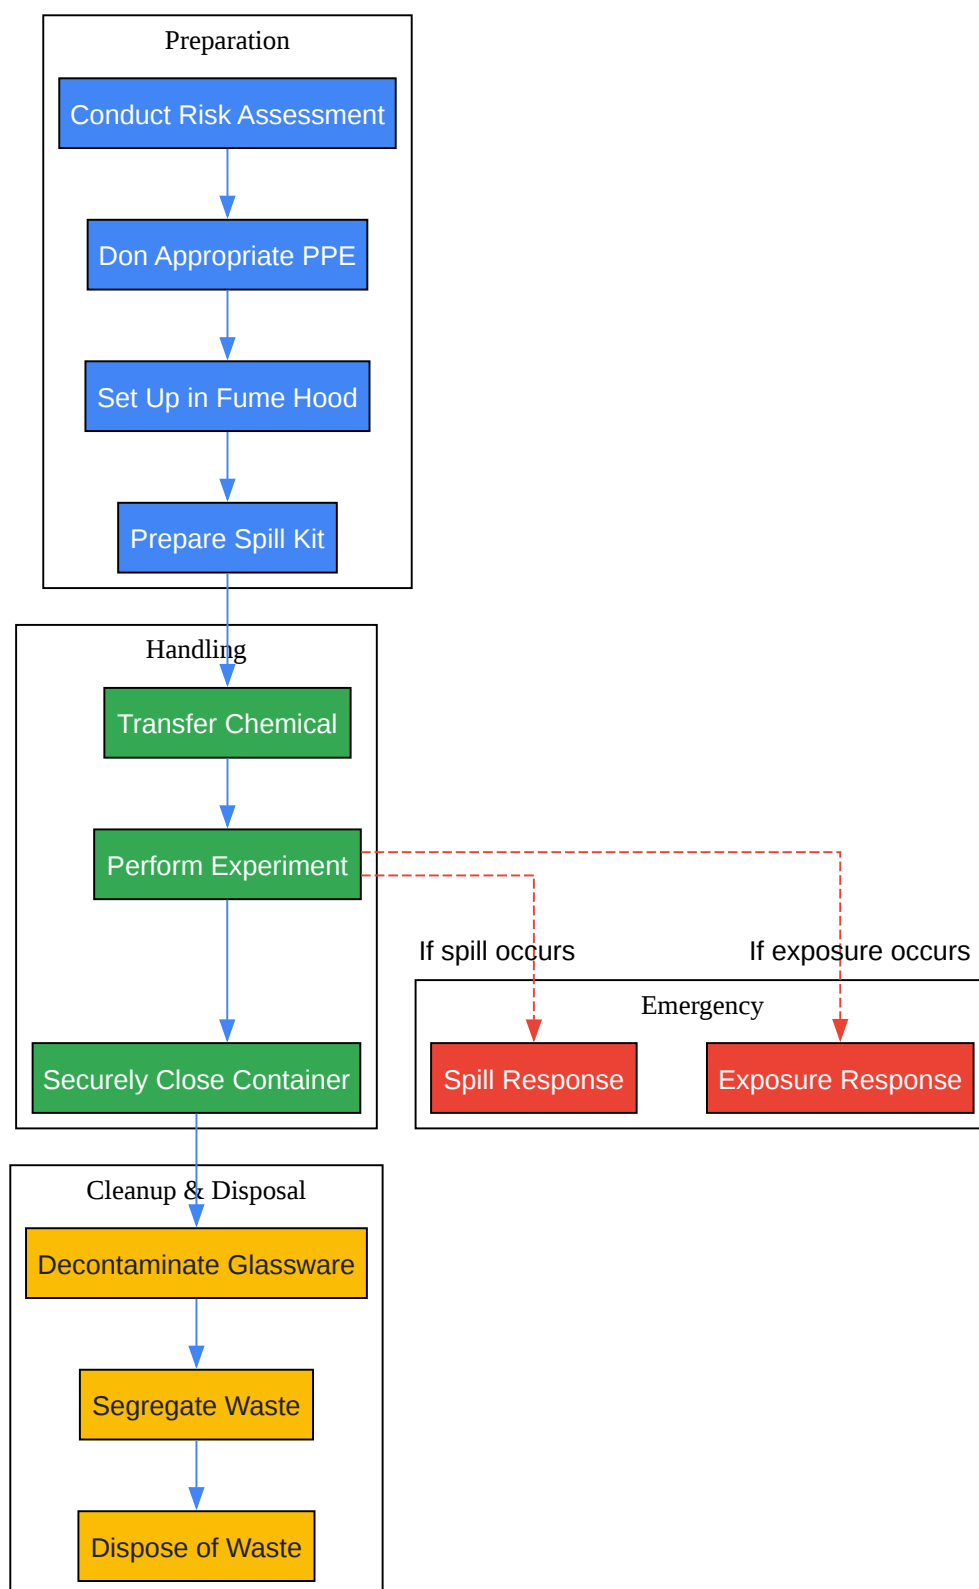 Preparation
Conduct Risk Assessment
Don Appropriate PPE
Set Up in Fume Hood
Prepare Spill Kit
Handling
Transfer Chemical
Perform Experiment
If spill occurs
If exposure occurs
Emergency
Securely Close Container
Spill Response
Exposure Response
Cleanup & Disposal
Decontaminate Glassware
Segregate Waste
Dispose of Waste